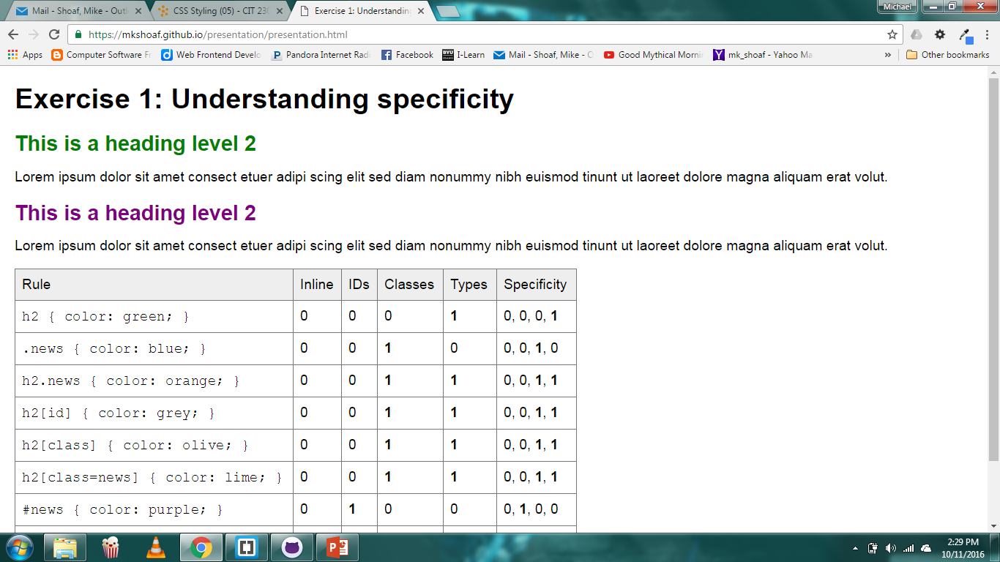 Mail - Shoaf, Mike - Outl
CSS Styling (05) - CIT 230
Exercise 1: Understanding
Michael
https://mkshoaf.github.io/presentation/presentation.html
Apps
Computer Software Fr
Web Frontend Develo
Pandora Internet Radi
Facebook
BYU
I-Learn
Mail - Shoaf, Mike - O
Good Mythical Morni
mk_shoaf - Yahoo Ma
»
Other bookmarks
Exercise 1: Understanding specificity
This is a heading level 2
Lorem ipsum dolor sit amet consect etuer adipi scing elit sed diam nonummy nibh euismod tinunt ut laoreet dolore magna aliquam erat volut.
This is a heading level 2
Lorem ipsum dolor sit amet consect etuer adipi scing elit sed diam nonummy nibh euismod tinunt ut laoreet dolore magna aliquam erat volut.
Rule Inline IDs Classes Types Specificity
h2 { color: green; } 0 0 0 1 0, 0, 0, 1
.news { color: blue; } 0 0 1 0 0, 0, 1, 0
h2.news { color: orange; } 0 0 1 1 0, 0, 1, 1
h2[id] { color: grey; } 0 0 1 1 0, 0, 1, 1
h2[class] { color: olive; } 0 0 1 1 0, 0, 1, 1
h2[class=news] { color: lime; } 0 0 1 1 0, 0, 1, 1
#news { color: purple; } 0 1 0 0 0, 1, 0, 0
2:29 PM
10/11/2016